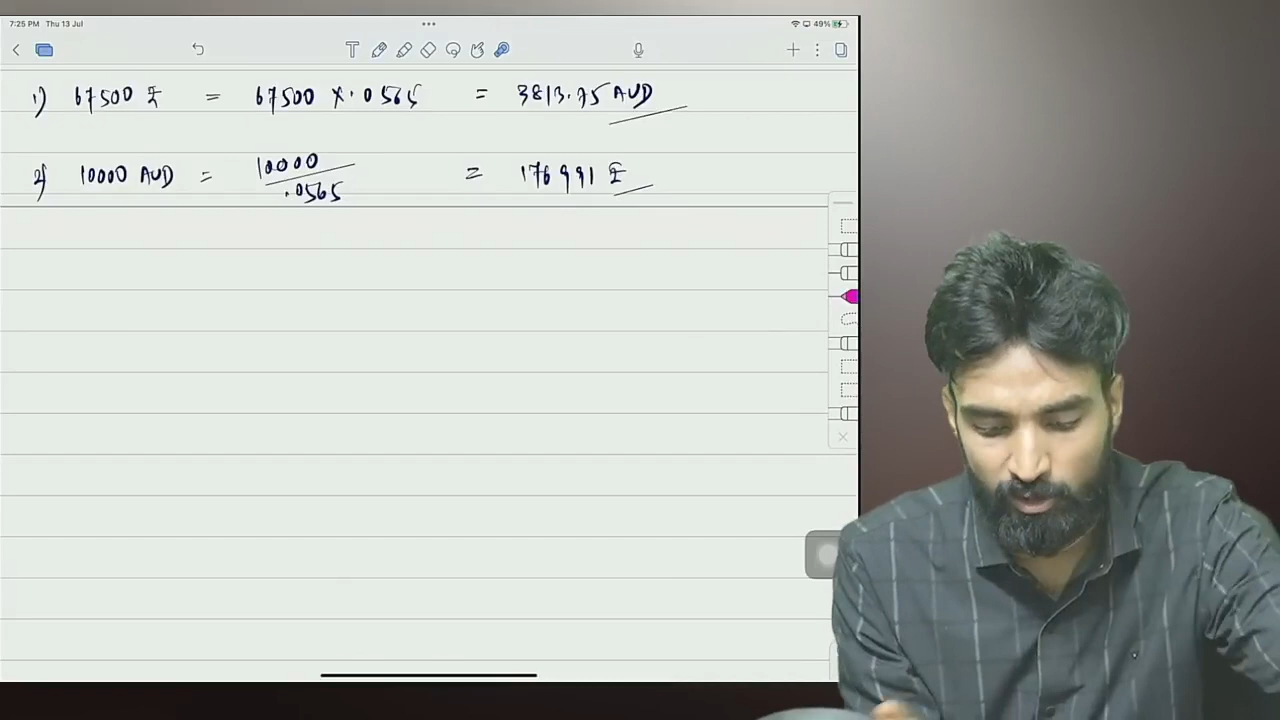 7:25 PM Thu 13 Jul
49%
1) 67500 ₹ = 67500 x .0565 = 3813.75 AUD
2) 10000 AUD = 10000
.0565
= 176991 ₹